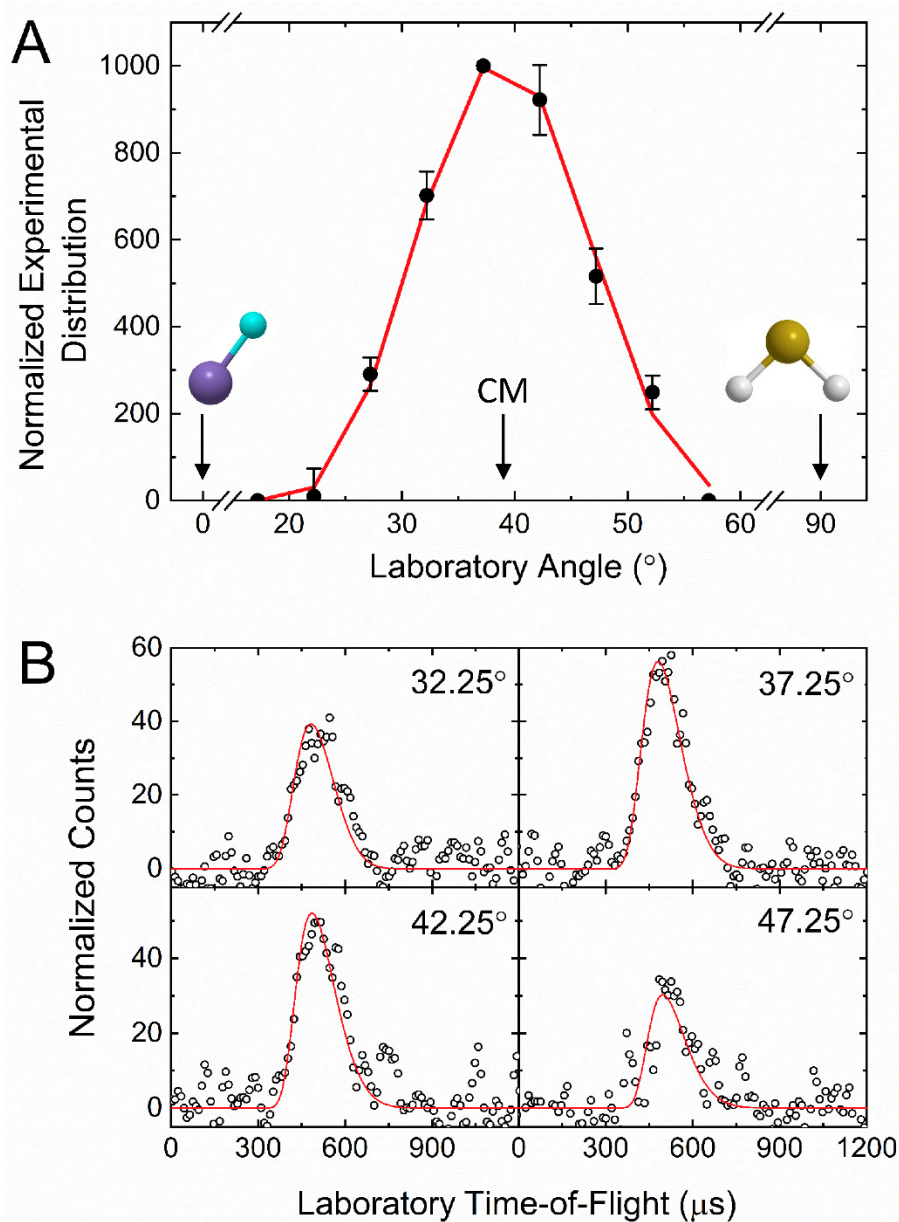 A
Normalized Experimental
Distribution
1000
800
600
400
200
0
CM
0 20 30 40 50 60 90
Laboratory Angle (°)
B
Normalized Counts
60
40
20
0
32.25°
37.25°
40
20
0
42.25°
47.25°
0 300 600 900 0 300 600 900 1200
Laboratory Time-of-Flight (μs)